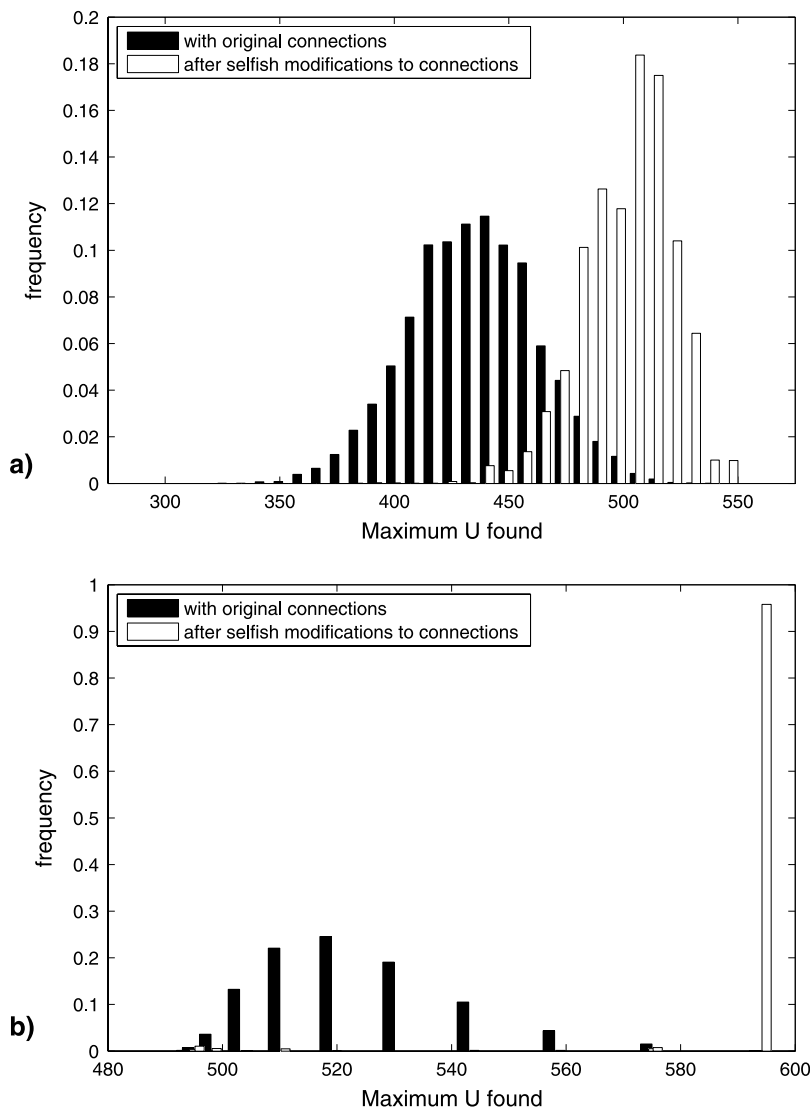 0.2
with original connections
after selfish modifications to connections
0.18
0.16
0.14
0.12
0.1
0.08
0.06
0.04
0.02
0
frequency
a)
300 350 400 450 500 550
Maximum U found
1
with original connections
after selfish modifications to connections
0.9
0.8
0.7
0.6
0.5
0.4
0.3
0.2
0.1
0
frequency
b)
480 500 520 540 560 580 600
Maximum U found